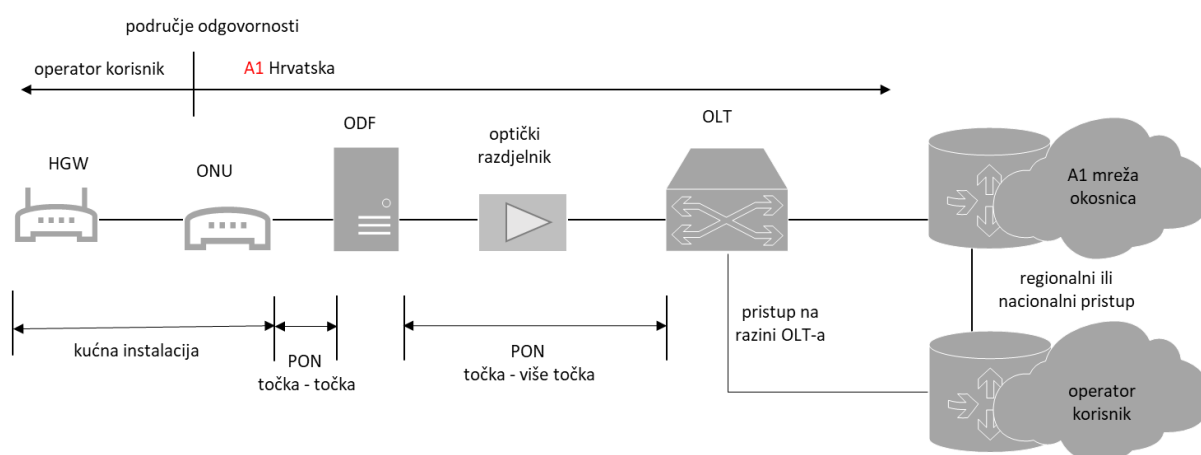 područje odgovornosti
operator korisnik
A1 Hrvatska
HGW
ONU
ODF
optički
razdjelnik
OLT
A1 mreža
okosnica
kućna instalacija
PON
točka - točka
PON
točka - više točka
pristup na
razini OLT-a
regionalni ili
nacionalni pristup
operator
korisnik